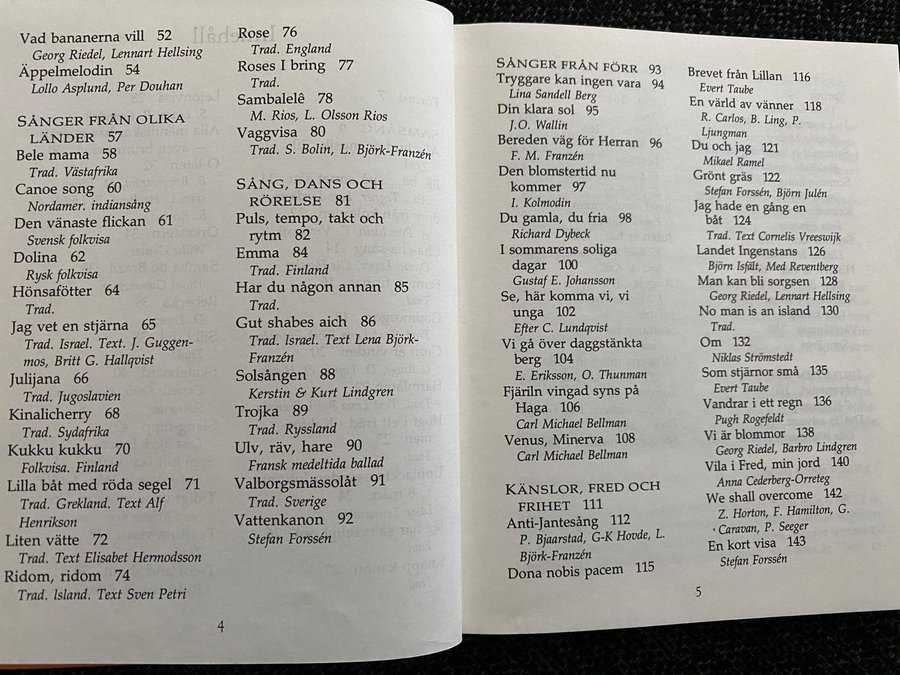 Vad bananerna vill 52
Georg Riedel, Lennart Hellsing
Äppelmelodin 54
Lollo Asplund, Per Douhan
SÅNGER FRÅN OLIKA
LÄNDER 57
Bele mama 58
Trad. Västafrika
Canoe song 60
Nordamer. indiansång
Den vänaste flickan 61
Svensk folkvisa
Dolina 62
Rysk folkvisa
Hönsafötter 64
Trad.
Jag vet en stjärna 65
Trad. Israel. Text. J. Guggen-
mos, Britt G. Hallqvist
Julijana 66
Trad. Jugoslavien
Kinalicherry 68
Trad. Sydafrika
Kukku kukku 70
Folkvisa. Finland
Lilla båt med röda segel 71
Trad. Grekland. Text Alf
Henrikson
Liten vätte 72
Trad. Text Elisabet Hermodsson
Ridom, ridom 74
Trad. Island. Text Sven Petri
Rose 76
Trad. England
Roses I bring 77
Trad.
Sambalelê 78
M. Rios, L. Olsson Rios
Vaggvisa 80
Trad. S. Bolin, L. Björk-Franzén
SÅNG, DANS OCH
RÖRELSE 81
Puls, tempo, takt och
rytm 82
Emma 84
Trad. Finland
Har du någon annan 85
Trad.
Gut shabes aich 86
Trad. Israel. Text Lena Björk-
Franzén
Solsången 88
Kerstin & Kurt Lindgren
Trojka 89
Trad. Ryssland
Ulv, räv, hare 90
Fransk medeltida ballad
Valborgsmässolåt 91
Trad. Sverige
Vattenkanon 92
Stefan Forssén
4
SÅNGER FRÅN FÖRR 93
Tryggare kan ingen vara 94
Lina Sandell Berg
Din klara sol 95
J.O. Wallin
Bereden väg för Herran 96
F. M. Franzén
Den blomstertid nu
kommer 97
I. Kolmodin
Du gamla, du fria 98
Richard Dybeck
I sommarens soliga
dagar 100
Gustaf E. Johansson
Se, här komma vi, vi
unga 102
Efter C. Lundqvist
Vi gå över daggstänkta
berg 104
E. Eriksson, O. Thunman
Fjäriln vingad syns på
Haga 106
Carl Michael Bellman
Venus, Minerva 108
Carl Michael Bellman
KÄNSLOR, FRED OCH
FRIHET 111
Anti-Jantesång 112
P. Bjaarstad, G-K Hovde, L.
Björk-Franzén
Dona nobis pacem 115
Brevet från Lillan 116
Evert Taube
En värld av vänner 118
R. Carlos, B. Ling, P.
Ljungman
Du och jag 121
Mikael Ramel
Grönt gräs 122
Stefan Forssén, Björn Julén
Jag hade en gång en
båt 124
Trad. Text Cornelis Vreeswijk
Landet Ingenstans 126
Björn Isfält, Med Reventberg
Man kan bli sorgsen 128
Georg Riedel, Lennart Hellsing
No man is an island 130
Trad.
Om 132
Niklas Strömstedt
Som stjärnor små 135
Evert Taube
Vandrar i ett regn 136
Pugh Rogefeldt
Vi är blommor 138
Georg Riedel, Barbro Lindgren
Vila i Fred, min jord 140
Anna Cederberg-Orreteg
We shall overcome 142
Z. Horton, F. Hamilton, G.
Caravan, P. Seeger
En kort visa 143
Stefan Forssén
5